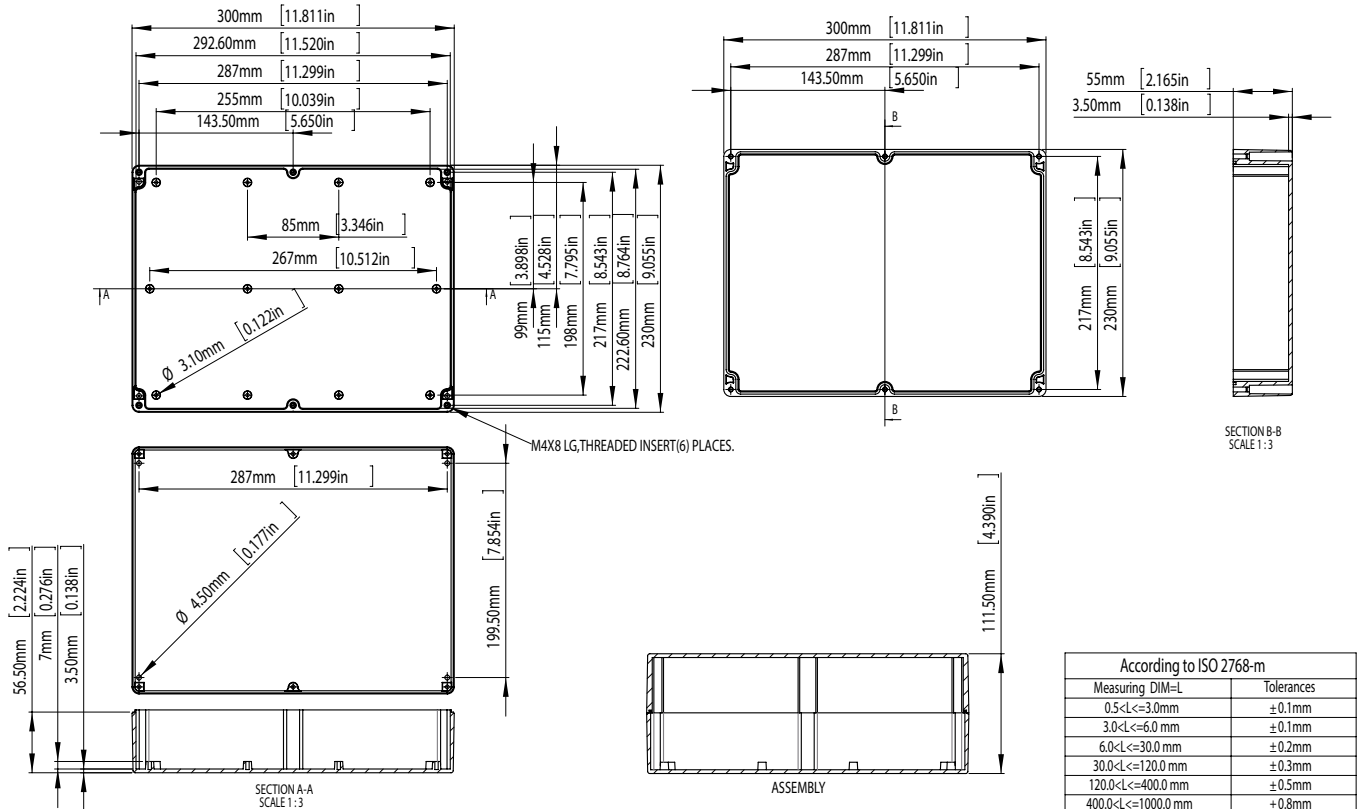 300mm [11.811in]
292.60mm [11.520in]
287mm [11.299in]
255mm [10.039in]
143.50mm [5.650in]
85mm [3.346in]
267mm [10.512in]
A
A
Ø 3.10mm [0.122in]
99mm [3.898in]
115mm [4.528in]
198mm [7.795in]
217mm [8.543in]
222.60mm [8.764in]
230mm [9.055in]
M4X8 LG,THREADED INSERT(6) PLACES.
300mm [11.811in]
287mm [11.299in]
143.50mm [5.650in]
B
B
217mm [8.543in]
230mm [9.055in]
55mm [2.165in]
3.50mm [0.138in]
SECTION B-B
SCALE 1 : 3
287mm [11.299in]
Ø 4.50mm [0.177in]
199.50mm [7.854in]
56.50mm [2.224in]
7mm [0.276in]
3.50mm [0.138in]
SECTION A-A
SCALE 1 : 3
111.50mm [4.390in]
ASSEMBLY
According to ISO 2768-m
Measuring DIM=L Tolerances
0.5<L<=3.0mm ±0.1mm
3.0<L<=6.0 mm ±0.1mm
6.0<L<=30.0 mm ±0.2mm
30.0<L<=120.0 mm ±0.3mm
120.0<L<=400.0 mm ±0.5mm
400.0<L<=1000.0 mm ±0.8mm